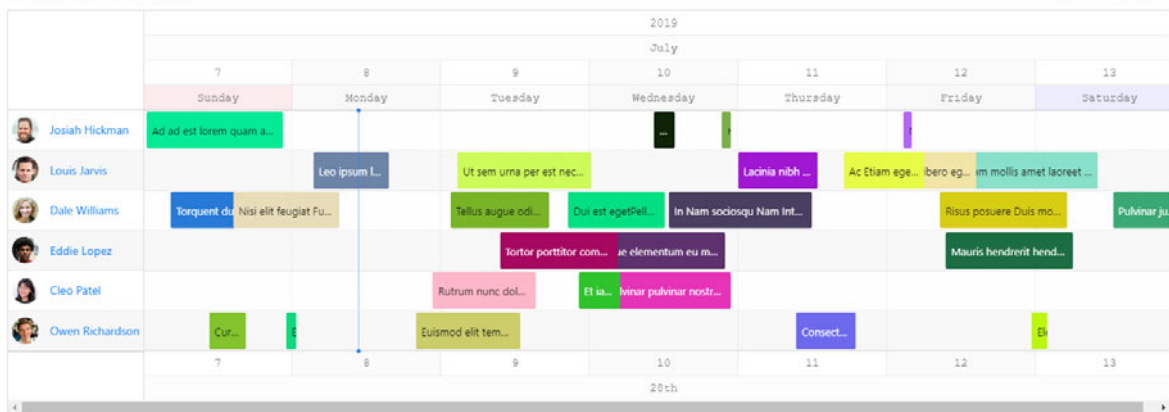 2019
July
7 8 9 10 11 12 13
Sunday Monday Tuesday Wednesday Thursday Friday Saturday
Josiah Hickman Ad ad est lorem quam a... ...
Louis Jarvis Leo ipsum l... Ut sem urna per est nec... Lacinia nibh ... Ac Etiam ege... ibero eg... m mollis amet laoreet ...
Dale Williams Torquent du Nisi elit feugiat Fu... Tellus augue odi... Dui est egetPell... In Nam sociosqu Nam Int... Risus posuere Duis mo... Pulvinar ju...
Eddie Lopez Tortor porttitor com... ue elementum eu m... Mauris hendrerit hend...
Cleo Patel Rutrum nunc dol... Et ia... lvinar pulvinar nostr...
Owen Richardson Cur... E Euismod elit tem... Consect... Ele
7 8 9 10 11 12 13
28th